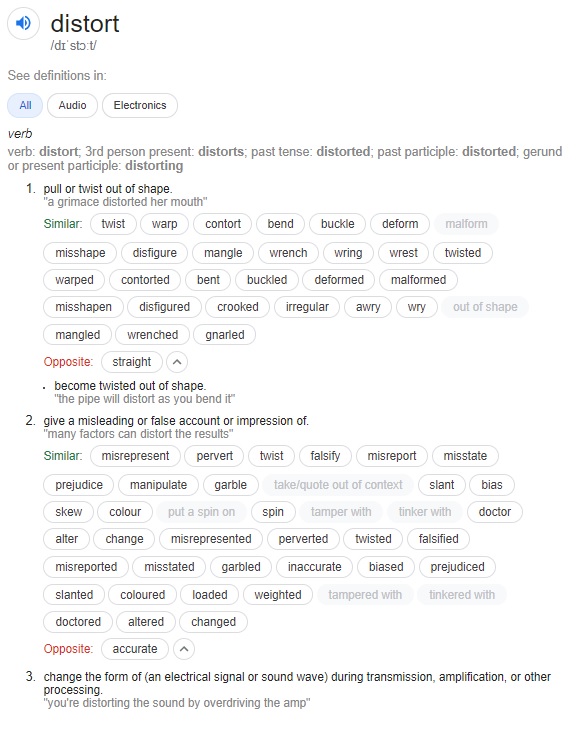 distort
/dɪˈstɔːt/
See definitions in:
All Audio Electronics
verb
verb: distort; 3rd person present: distorts; past tense: distorted; past participle: distorted; gerund
or present participle: distorting
1. pull or twist out of shape.
"a grimace distorted her mouth"
Similar: twist warp contort bend buckle deform malform
misshape disfigure mangle wrench wring wrest twisted
warped contorted bent buckled deformed malformed
misshapen disfigured crooked irregular awry wry out of shape
mangled wrenched gnarled
Opposite: straight
• become twisted out of shape.
"the pipe will distort as you bend it"
2. give a misleading or false account or impression of.
"many factors can distort the results"
Similar: misrepresent pervert twist falsify misreport misstate
prejudice manipulate garble take/quote out of context slant bias
skew colour put a spin on spin tamper with tinker with doctor
alter change misrepresented perverted twisted falsified
misreported misstated garbled inaccurate biased prejudiced
slanted coloured loaded weighted tampered with tinkered with
doctored altered changed
Opposite: accurate
3. change the form of (an electrical signal or sound wave) during transmission, amplification, or other
processing.
"you're distorting the sound by overdriving the amp"